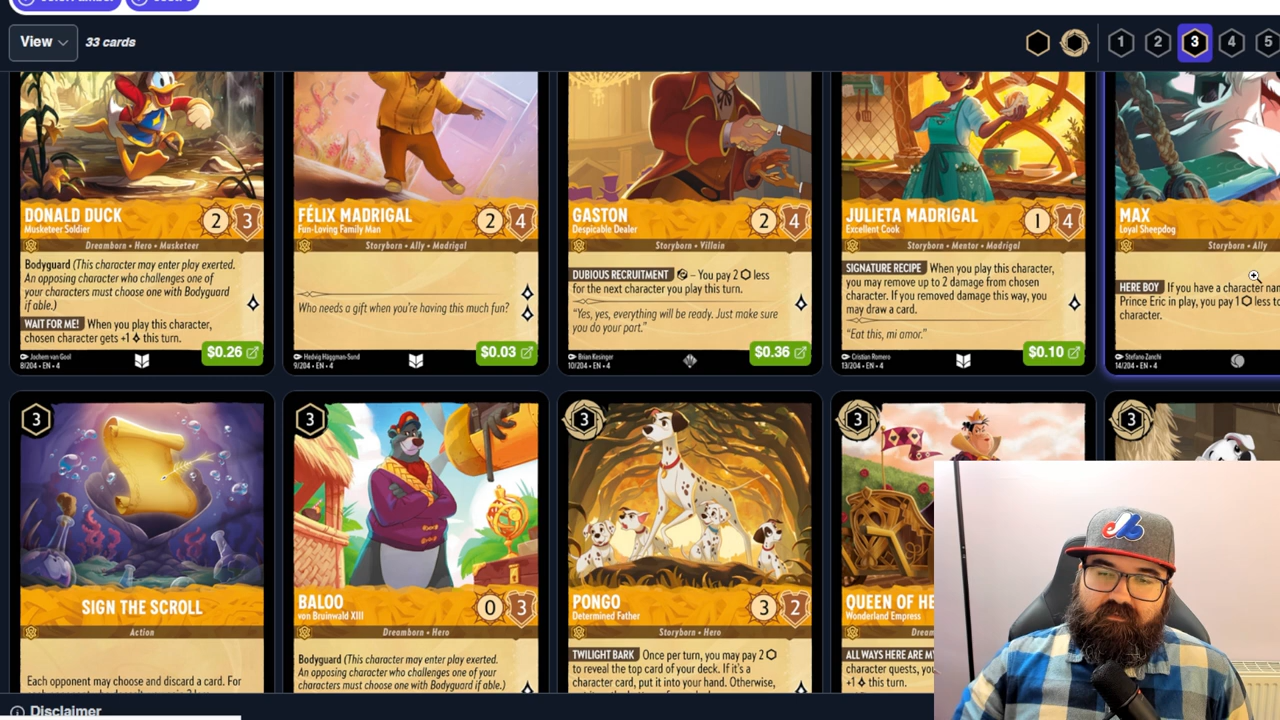 View 33 cards 1 2 3 4 5
DONALD DUCK 2 3
Musketeer Soldier
Dreamborn • Hero • Musketeer
Bodyguard (This character may enter play exerted.
An opposing character who challenges one of
your characters must choose one with Bodyguard
if able.)
WAIT FOR ME! When you play this character,
chosen character gets +1 this turn.
Jochem van Gool
8/204 • EN • 4
$0.26
FÉLIX MADRIGAL 2 4
Fun-Loving Family Man
Storyborn • Ally • Madrigal
Who needs a gift when you're having this much fun?
Hedvig Häggman-Sund
9/204 • EN • 4
$0.03
GASTON 2 4
Despicable Dealer
Storyborn • Villain
DUBIOUS RECRUITMENT – You pay 2 less
for the next character you play this turn.
"Yes, yes, everything will be ready. Just make sure
you do your part."
Brian Kesinger
10/204 • EN • 4
$0.36
JULIETA MADRIGAL 1 4
Excellent Cook
Storyborn • Mentor • Madrigal
SIGNATURE RECIPE When you play this character,
you may remove up to 2 damage from chosen
character. If you removed damage this way, you
may draw a card.
"Eat this, mi amor."
Cristian Romero
13/204 • EN • 4
$0.10
MAX
Loyal Sheepdog
Storyborn • Ally
HERE BOY If you have a character
Prince Eric in play, you pay 1 less
character.
Stefano Zanchi
14/204 • EN • 4
3
SIGN THE SCROLL
Action
Each opponent may choose and discard a card. For
3
BALOO 0 3
von Bruinwald XIII
Dreamborn • Hero
Bodyguard (This character may enter play exerted.
An opposing character who challenges one of your
characters must choose one with Bodyguard if able.)
3
PONGO 3 2
Determined Father
Storyborn • Hero
TWILIGHT BARK Once per turn, you may pay 2
to reveal the top card of your deck. If it's a
character card, put it into your hand. Otherwise,
3
QUEEN OF HE
Wonderland Empress
ALL WAYS HERE ARE MY
character quests, you
+1 this turn.
3
Disclaimer